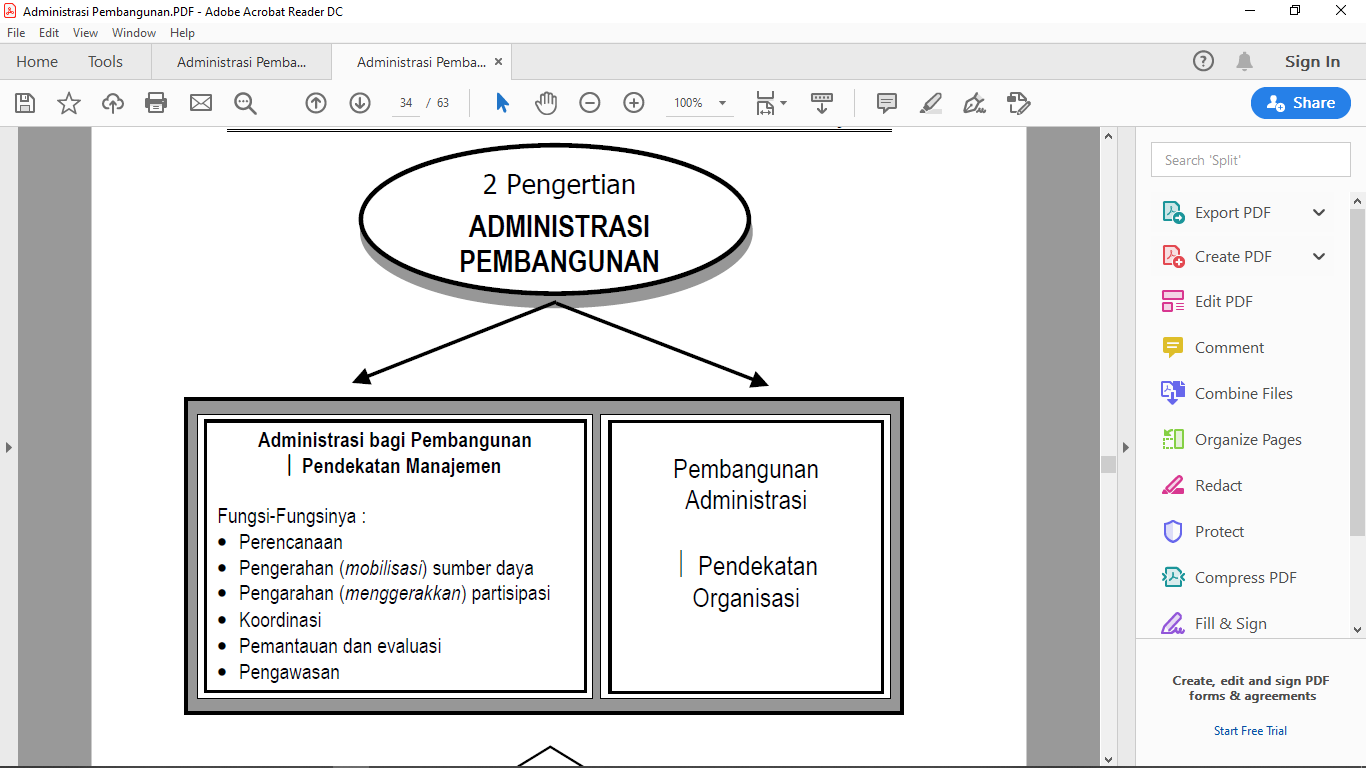 Administrasi Pembangunan.PDF - Adobe Acrobat Reader DC
File Edit View Window Help
Home Tools Administrasi Pemba... Administrasi Pemba... ×
34 / 63 100% Share
? Sign In
2 Pengertian
ADMINISTRASI
PEMBANGUNAN
Administrasi bagi Pembangunan
Pendekatan Manajemen
Fungsi-Fungsinya :
• Perencanaan
• Pengerahan (mobilisasi) sumber daya
• Pengarahan (menggerakkan) partisipasi
• Koordinasi
• Pemantauan dan evaluasi
• Pengawasan
Pembangunan
Administrasi
Pendekatan
Organisasi
Search 'Split'
Export PDF
Create PDF
Edit PDF
Comment
Combine Files
Organize Pages
Redact
Protect
Compress PDF
Fill & Sign
Create, edit and sign PDF
forms & agreements
Start Free Trial